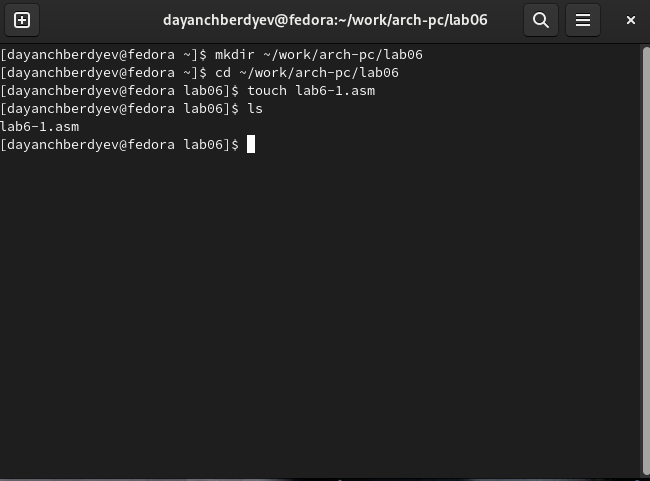 dayanchberdyev@fedora:~/work/arch-pc/lab06
[dayanchberdyev@fedora ~]$ mkdir ~/work/arch-pc/lab06
[dayanchberdyev@fedora ~]$ cd ~/work/arch-pc/lab06
[dayanchberdyev@fedora lab06]$ touch lab6-1.asm
[dayanchberdyev@fedora lab06]$ ls
lab6-1.asm
[dayanchberdyev@fedora lab06]$